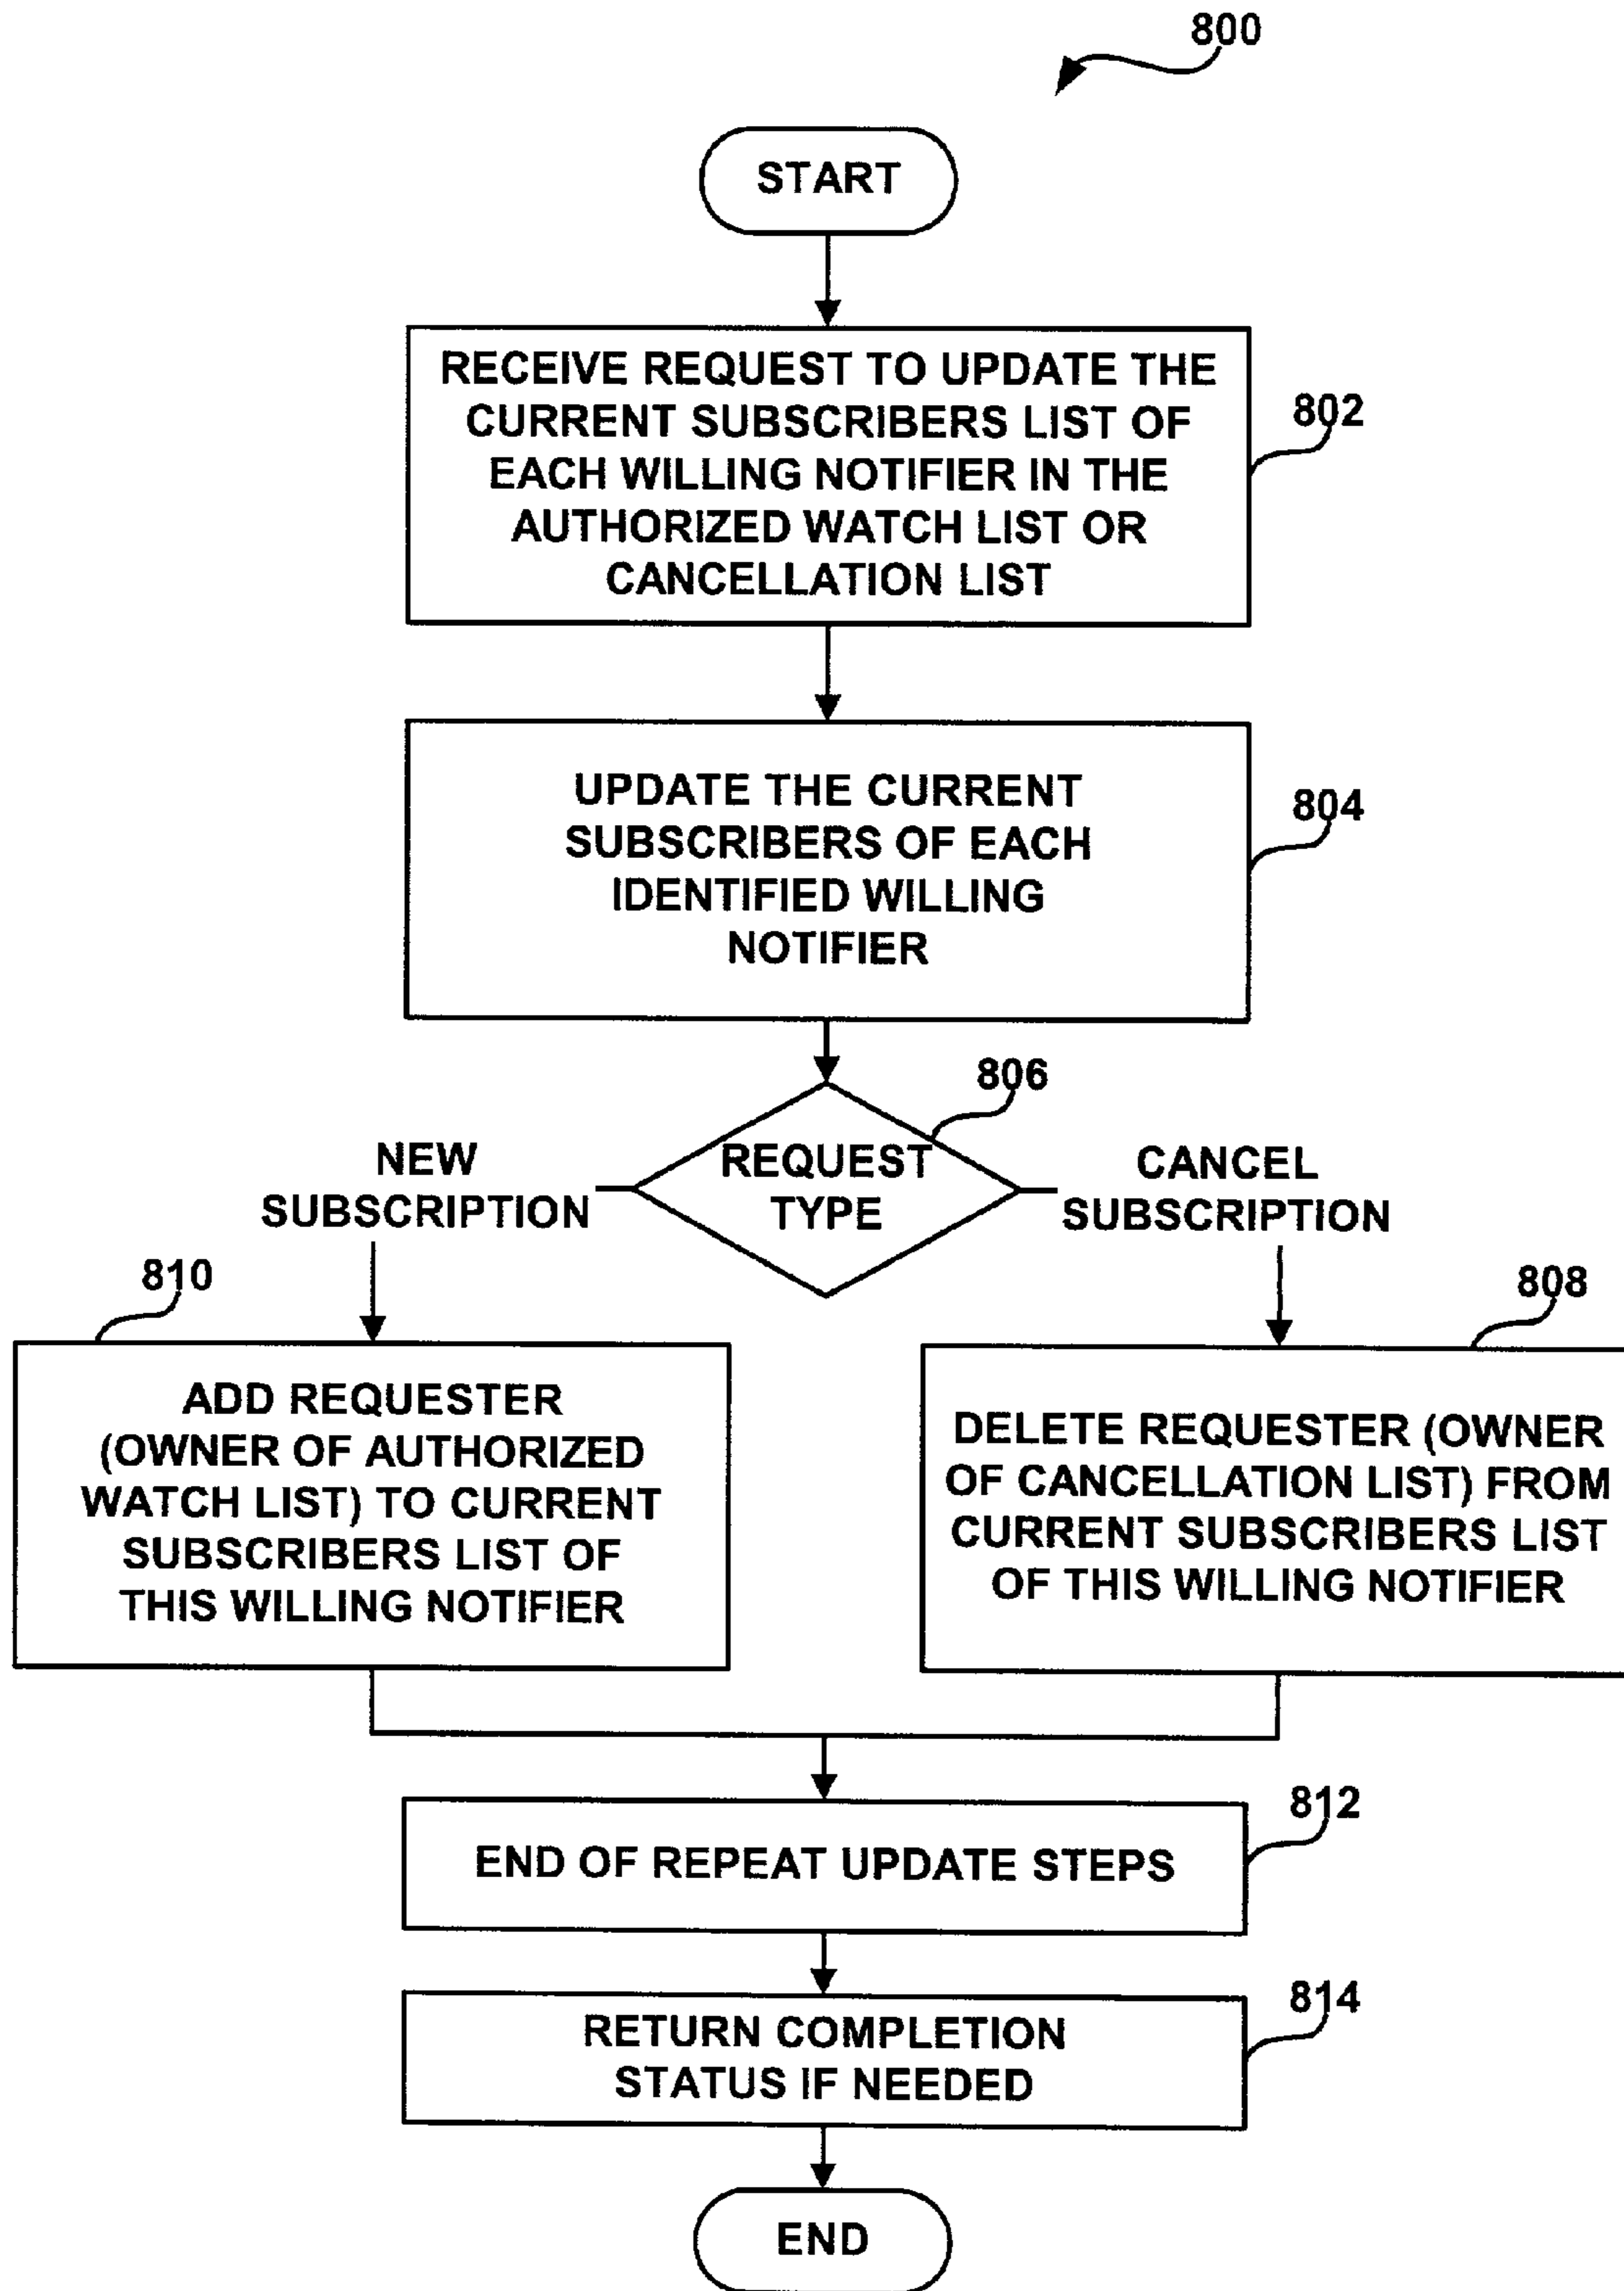 800
START
RECEIVE REQUEST TO UPDATE THE
CURRENT SUBSCRIBERS LIST OF
EACH WILLING NOTIFIER IN THE
AUTHORIZED WATCH LIST OR
CANCELLATION LIST
802
UPDATE THE CURRENT
SUBSCRIBERS OF EACH
IDENTIFIED WILLING
NOTIFIER
804
806
REQUEST
TYPE
NEW
SUBSCRIPTION
CANCEL
SUBSCRIPTION
810
ADD REQUESTER
(OWNER OF AUTHORIZED
WATCH LIST) TO CURRENT
SUBSCRIBERS LIST OF
THIS WILLING NOTIFIER
808
DELETE REQUESTER (OWNER
OF CANCELLATION LIST) FROM
CURRENT SUBSCRIBERS LIST
OF THIS WILLING NOTIFIER
END OF REPEAT UPDATE STEPS
812
RETURN COMPLETION
STATUS IF NEEDED
814
END